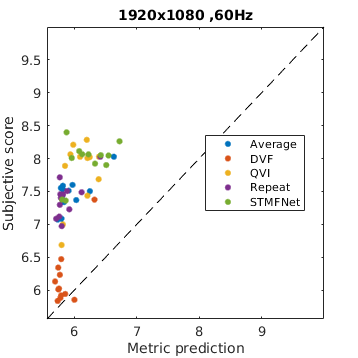 1920x1080 ,60Hz
Subjective score
9.5
9
8.5
8
7.5
7
6.5
6
6
7
8
9
Metric prediction
Average
DVF
QVI
Repeat
STMFNet